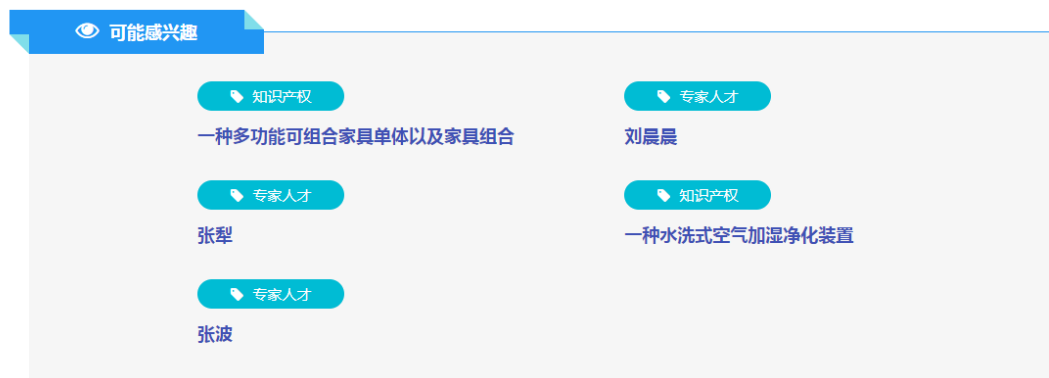 可能感兴趣
知识产权
一种多功能可组合家具单体以及家具组合
专家人才
刘晨晨
专家人才
张犁
知识产权
一种水洗式空气加湿净化装置
专家人才
张波